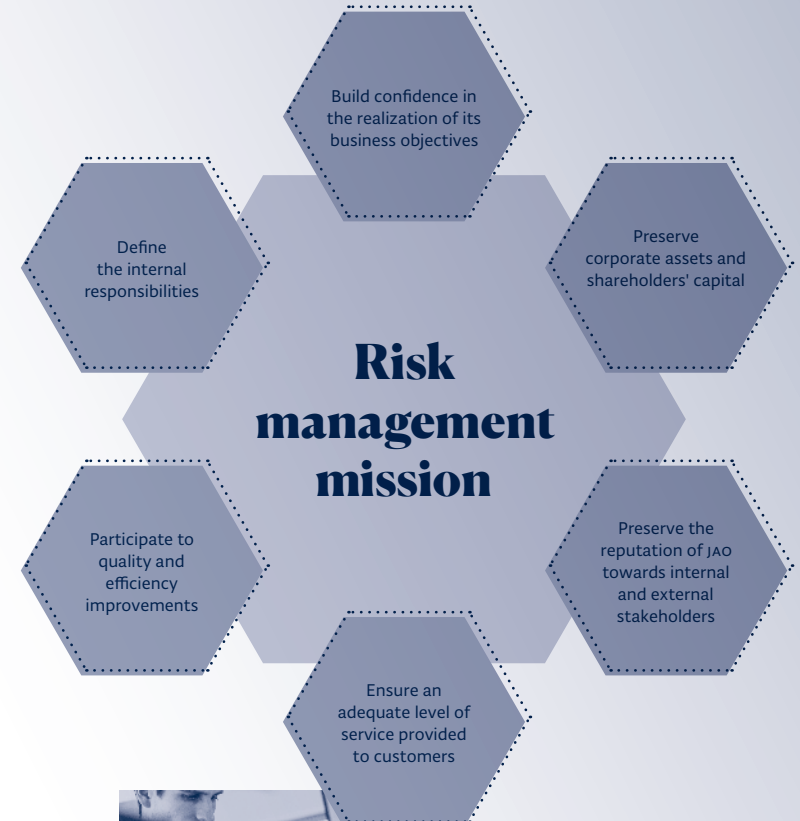 Build confidence in
the realization of its
business objectives
Define
the internal
responsibilities
Preserve
corporate assets and
shareholders' capital
Risk
management
mission
Participate to
quality and
efficiency
improvements
Preserve the
reputation of JAO
towards internal
and external
stakeholders
Ensure an
adequate level of
service provided
to customers